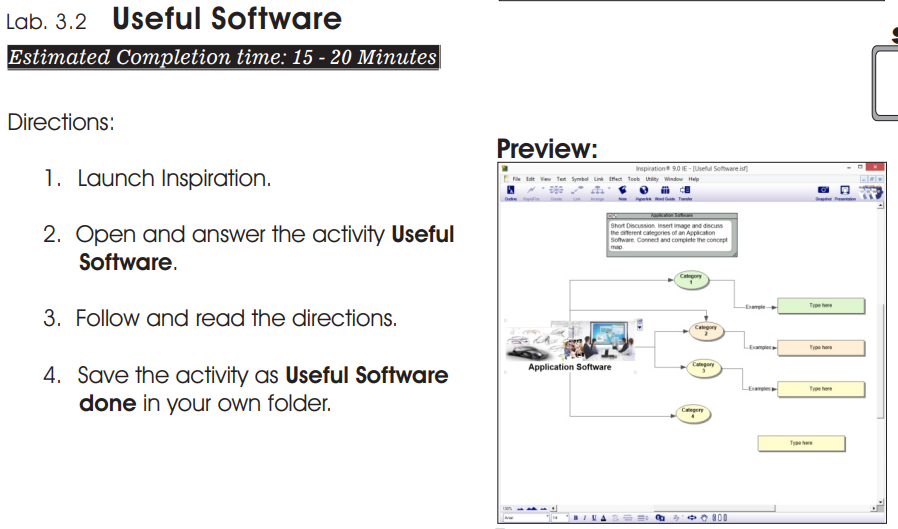 Lab. 3.2 Useful Software
Estimated Completion time: 15 - 20 Minutes
Directions:
1. Launch Inspiration.
2. Open and answer the activity Useful
Software.
3. Follow and read the directions.
4. Save the activity as Useful Software
done in your own folder.
Preview:
Inspiration® 9.0 IE - [Useful Software.isf]
File Edit View Text Symbol Link Effect Tools Utility Window Help
Outline RapidFire Create Link Arrange Note Hyperlink Word Guide Transfer Snapshot Presentation
Application Software
Short Discussion. Insert image and discuss
the different categories of an Application
Software. Connect and complete the concept
map.
Category
1
Example
Type here
Category
2
Examples
Type here
Application Software
Category
3
Examples
Type here
Category
4
Type here
100%
Arial 14 B I U A